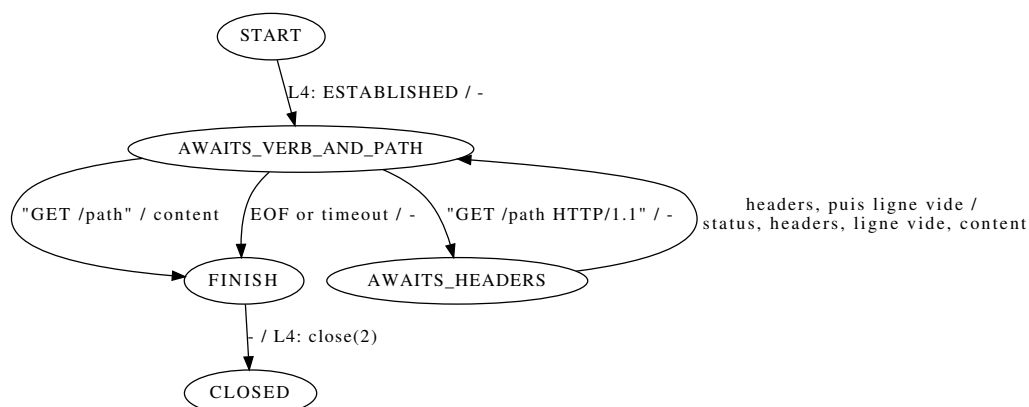 START
L4: ESTABLISHED / -
AWAITS_VERB_AND_PATH
"GET /path" / content
EOF or timeout / -
"GET /path HTTP/1.1" / -
headers, puis ligne vide /
status, headers, ligne vide, content
FINISH
AWAITS_HEADERS
- / L4: close(2)
CLOSED